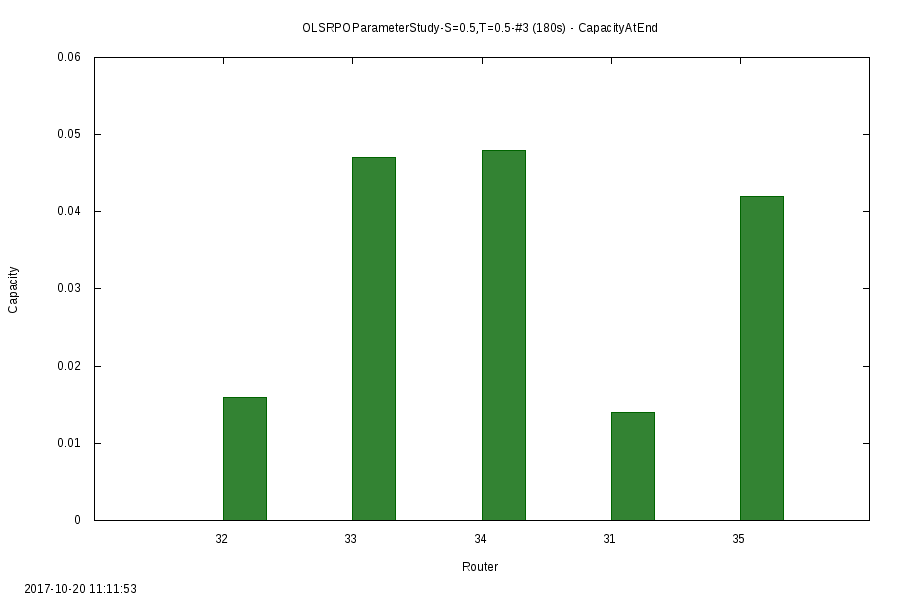 OLSRPOParameterStudy-S=0.5,T=0.5-#3 (180s) - CapacityAtEnd
0.06
0.05
0.04
0.03
0.02
0.01
0
Capacity
32 33 34 31 35
Router
2017-10-20 11:11:53